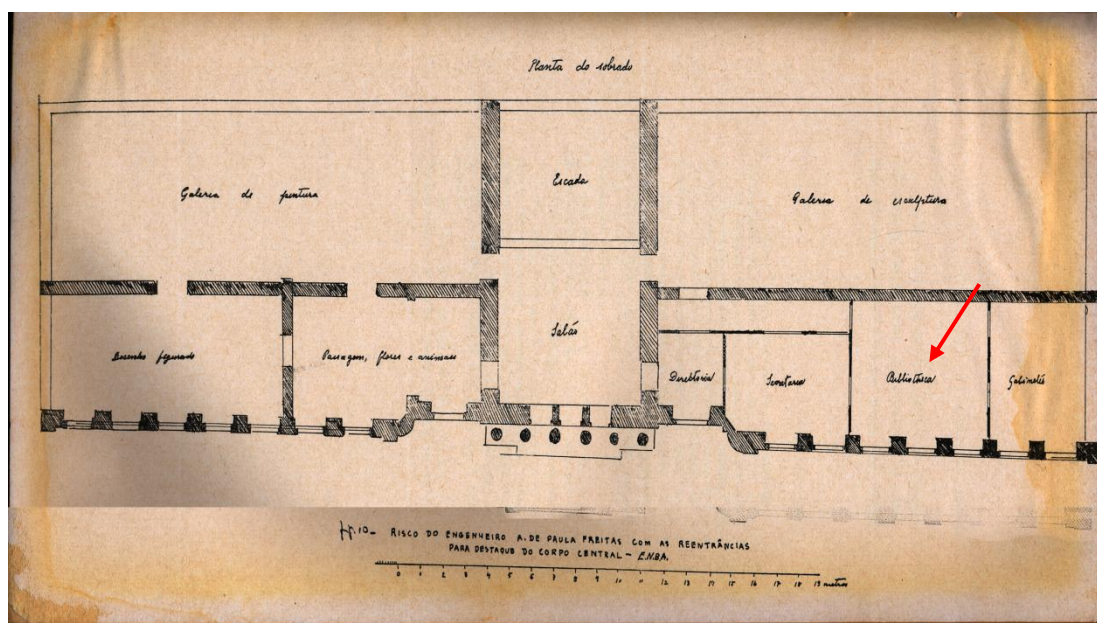 Planta do sobrado
Galeria de pintura
Escada
Galeria de esculptura
Desenho figurado
Paisagem, flores e animaes
Salão
Directoria
Secretaria
Bibliotheca
Gabinete
fig. 10 - RISCO DO ENGENHEIRO A. DE PAULA FREITAS COM AS REENTRÂNCIAS
PARA DESTAQUE DO CORPO CENTRAL - E.N.B.A.
0 1 2 3 4 5 6 7 8 9 10 11 12 13 14 15 16 17 18 19 metros